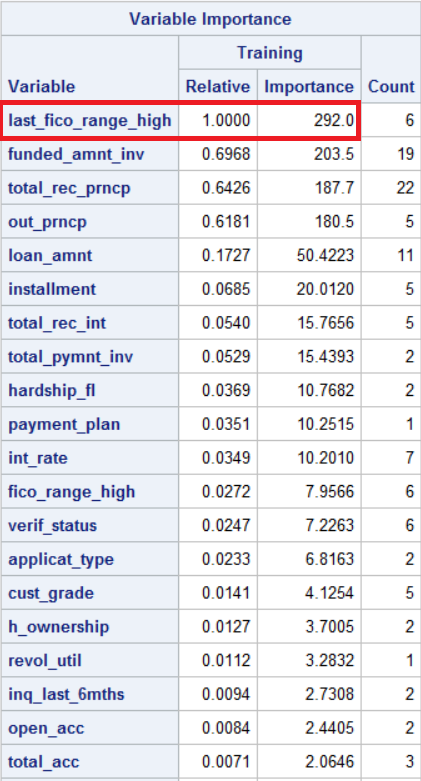 Variable Importance
Training
Variable Relative Importance Count
last_fico_range_high 1.0000 292.0 6
funded_amnt_inv 0.6968 203.5 19
total_rec_prncp 0.6426 187.7 22
out_prncp 0.6181 180.5 5
loan_amnt 0.1727 50.4223 11
installment 0.0685 20.0120 5
total_rec_int 0.0540 15.7656 5
total_pymnt_inv 0.0529 15.4393 2
hardship_fl 0.0369 10.7682 2
payment_plan 0.0351 10.2515 1
int_rate 0.0349 10.2010 7
fico_range_high 0.0272 7.9566 6
verif_status 0.0247 7.2263 6
applicat_type 0.0233 6.8163 2
cust_grade 0.0141 4.1254 5
h_ownership 0.0127 3.7005 2
revol_util 0.0112 3.2832 1
inq_last_6mths 0.0094 2.7308 2
open_acc 0.0084 2.4405 2
total_acc 0.0071 2.0646 3